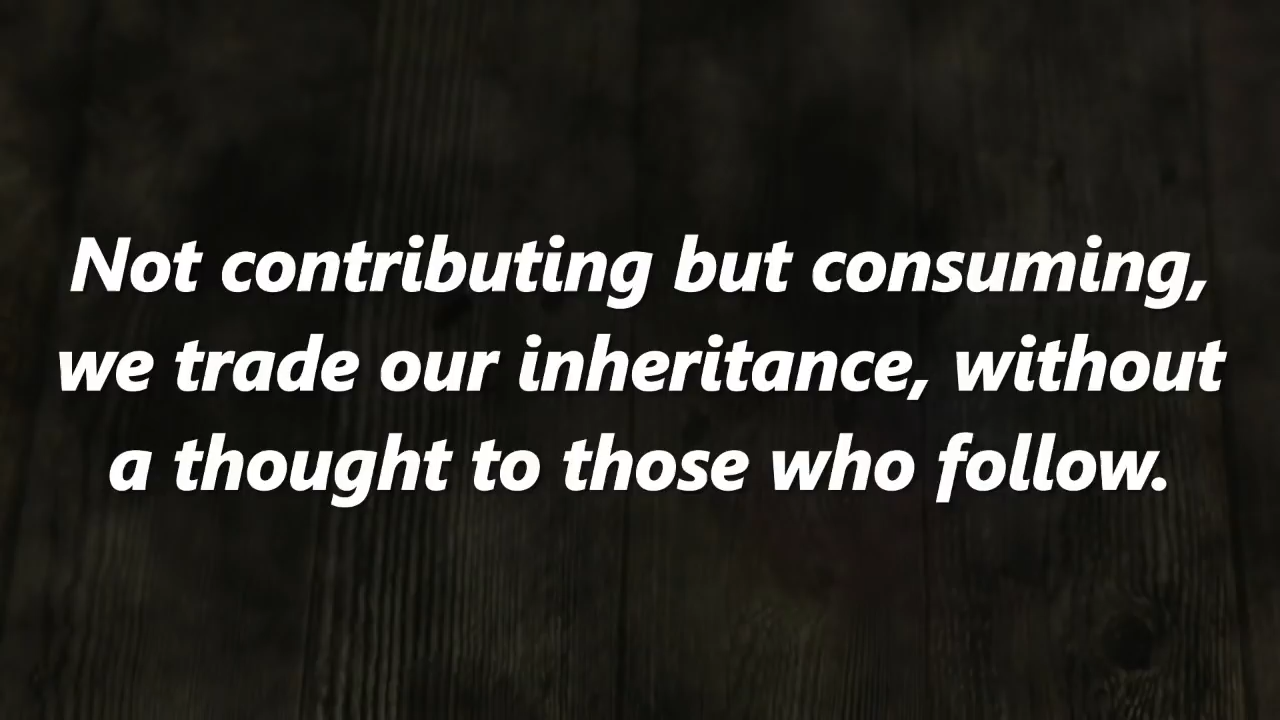 Not contributing but consuming,
we trade our inheritance, without
a thought to those who follow.